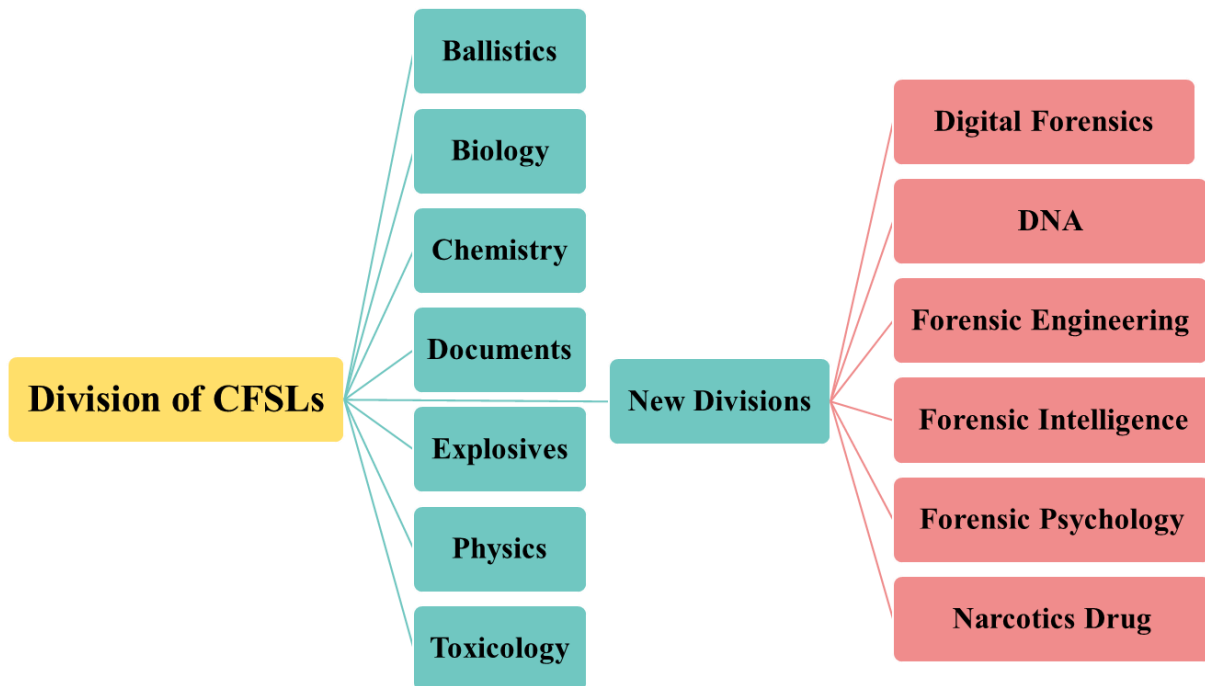 Division of CFSLs
Ballistics
Biology
Chemistry
Documents
Explosives
Physics
Toxicology
New Divisions
Digital Forensics
DNA
Forensic Engineering
Forensic Intelligence
Forensic Psychology
Narcotics Drug